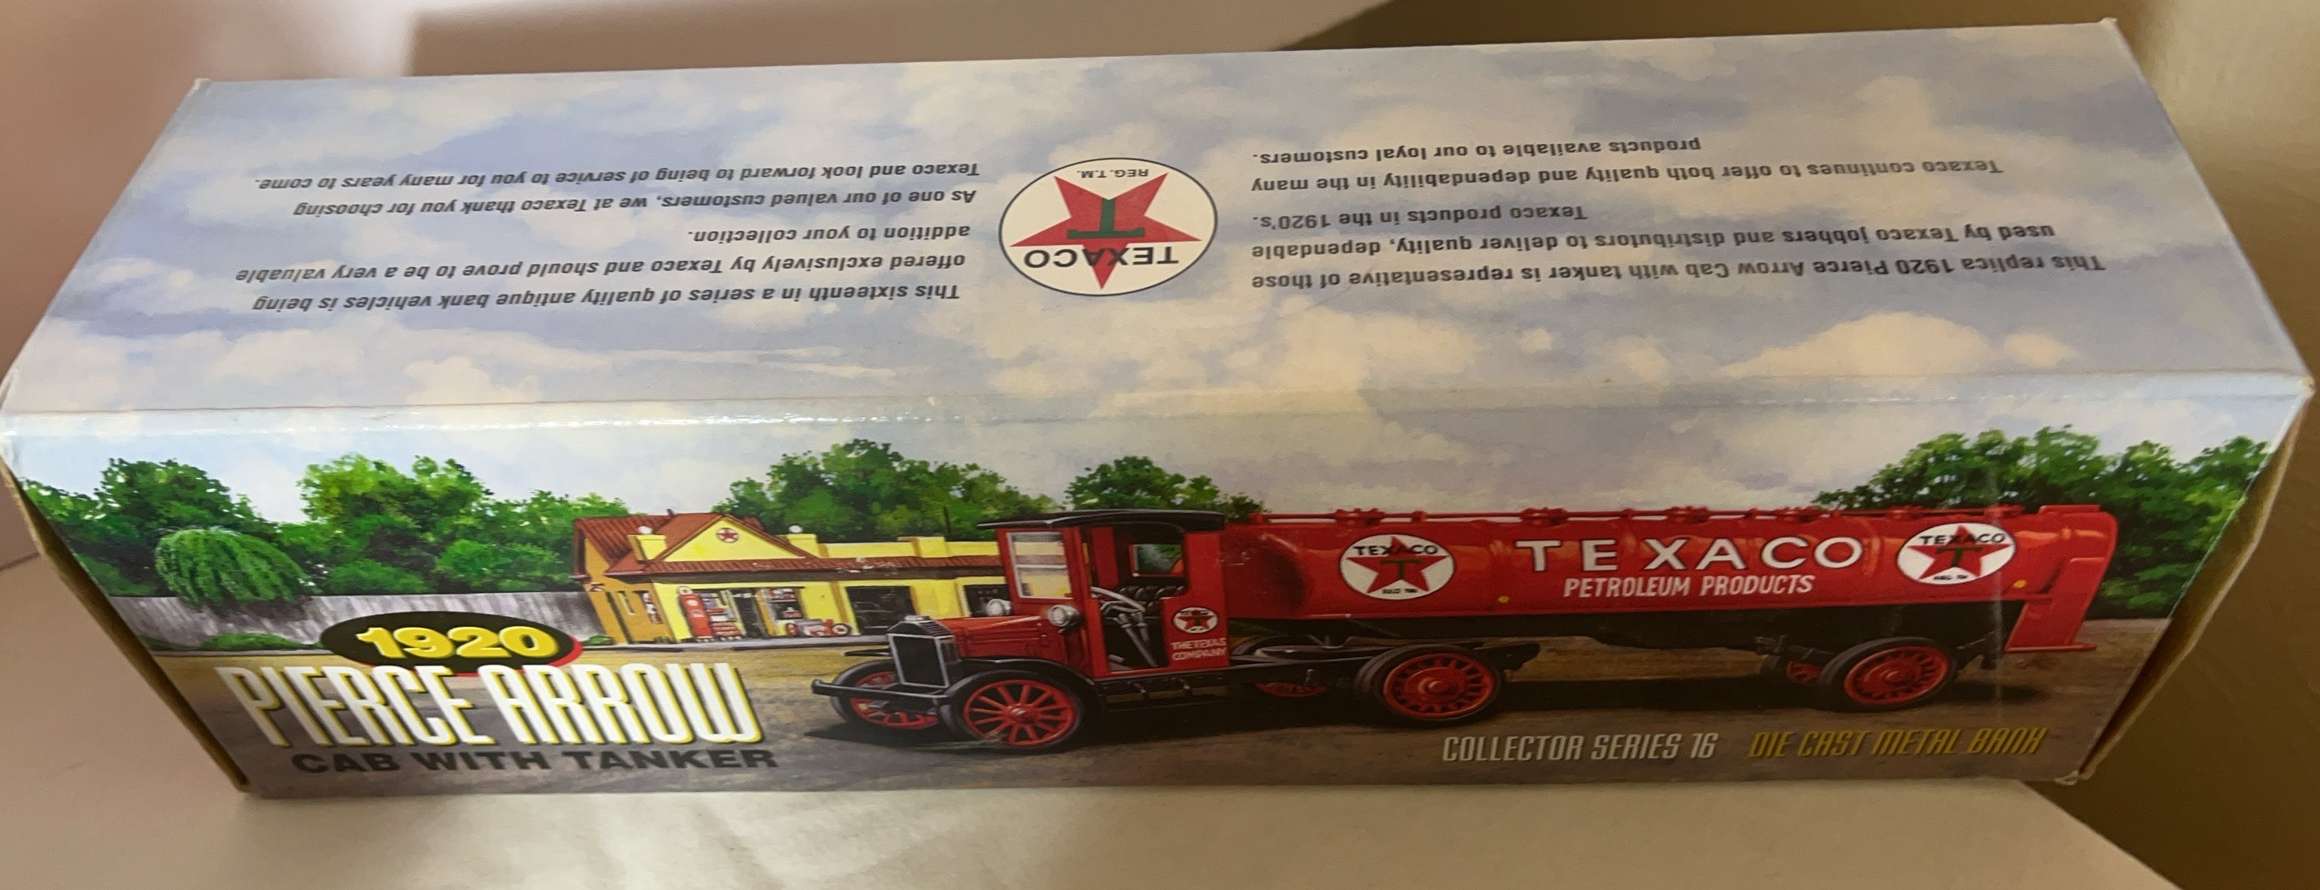 This replica 1920 Pierce Arrow Cab with tanker is representative of those
used by Texaco jobbers and distributors to deliver quality, dependable
Texaco products in the 1920's.
Texaco continues to offer both quality and dependability in the many
products available to our loyal customers.
TEXACO
T
REG. T.M.
This sixteenth in a series of quality antique bank vehicles is being
offered exclusively by Texaco and should prove to be a very valuable
addition to your collection.
As one of our valued customers, we at Texaco thank you for choosing
Texaco and look forward to being of service to you for many years to come.
1920
PIERCE ARROW
CAB WITH TANKER
THE TEXAS
COMPANY
TEXACO
T
TEXACO
PETROLEUM PRODUCTS
TEXACO
T
COLLECTOR SERIES 16 DIE CAST METAL BANK